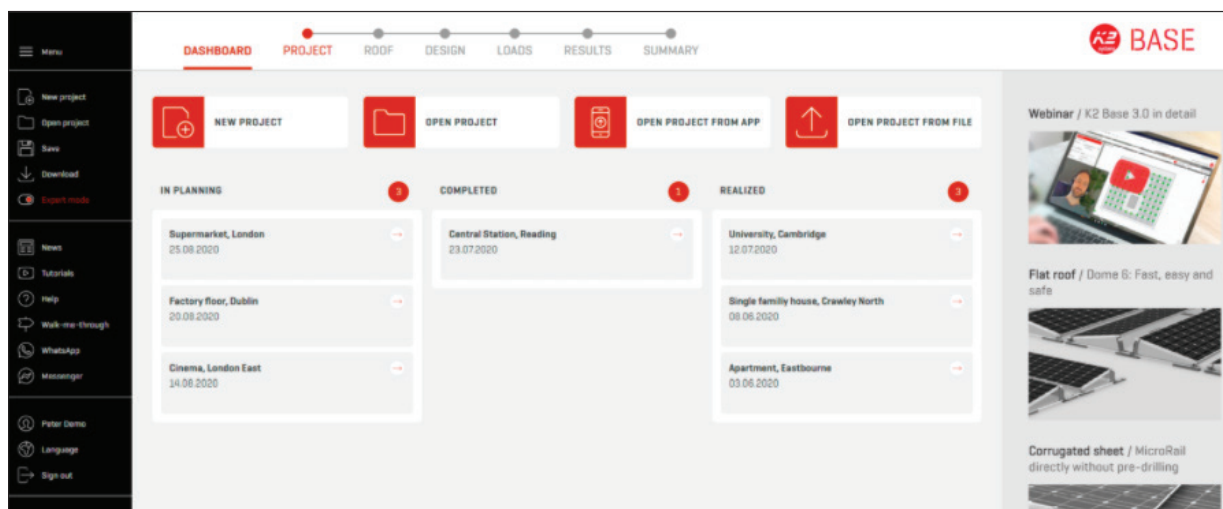 Menu
New project
Open project
Save
Download
Expert mode
News
Tutorials
Help
Walk-me-through
WhatsApp
Messenger
Peter Demo
Language
Sign out
DASHBOARD PROJECT ROOF DESIGN LOADS RESULTS SUMMARY
K2 BASE
NEW PROJECT
OPEN PROJECT
OPEN PROJECT FROM APP
OPEN PROJECT FROM FILE
IN PLANNING 3
Supermarket, London
25.08.2020
Factory floor, Dublin
20.08.2020
Cinema, London East
14.08.2020
COMPLETED 1
Central Station, Reading
23.07.2020
REALIZED 3
University, Cambridge
12.07.2020
Single familiy house, Crawley North
08.06.2020
Apartment, Eastbourne
03.06.2020
Webinar / K2 Base 3.0 in detail
Flat roof / Dome 6: Fast, easy and
safe
Corrugated sheet / MicroRail
directly without pre-drilling